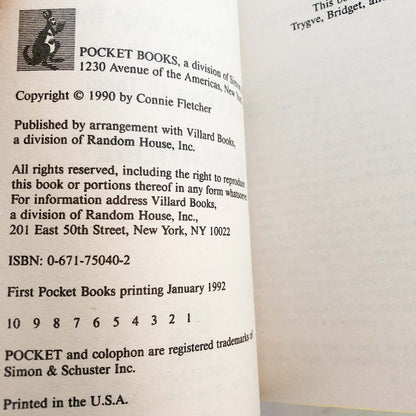 POCKET BOOKS, a division of Simon
1230 Avenue of the Americas, New York,
Copyright © 1990 by Connie Fletcher
Published by arrangement with Villard Books,
a division of Random House, Inc.
All rights reserved, including the right to reproduce
this book or portions thereof in any form whatsoever.
For information address Villard Books,
a division of Random House, Inc.,
201 East 50th Street, New York, NY 10022
ISBN: 0-671-75040-2
First Pocket Books printing January 1992
10 9 8 7 6 5 4 3 2 1
POCKET and colophon are registered trademarks of
Simon & Schuster Inc.
Printed in the U.S.A.
This
Trygve, Bridget, and